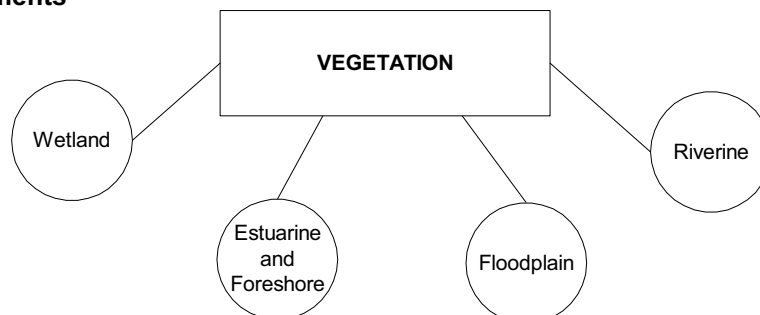 VEGETATION
Wetland
Riverine
Estuarine
and
Foreshore
Floodplain